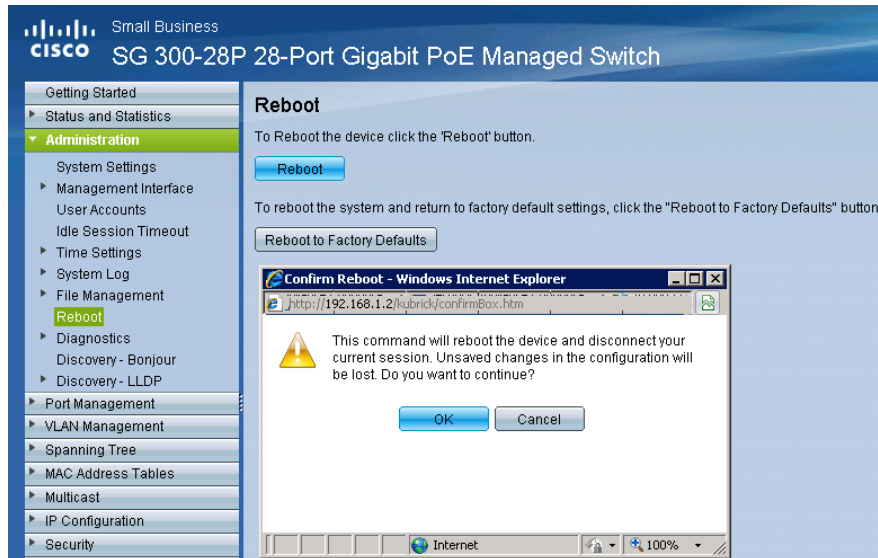 Small Business
CISCO SG 300-28P 28-Port Gigabit PoE Managed Switch
Getting Started
Status and Statistics
Administration
System Settings
Management Interface
User Accounts
Idle Session Timeout
Time Settings
System Log
File Management
Reboot
Diagnostics
Discovery - Bonjour
Discovery - LLDP
Port Management
VLAN Management
Spanning Tree
MAC Address Tables
Multicast
IP Configuration
Security
Reboot
To Reboot the device click the 'Reboot' button.
Reboot
To reboot the system and return to factory default settings, click the "Reboot to Factory Defaults" button
Reboot to Factory Defaults
Confirm Reboot - Windows Internet Explorer
http://192.168.1.2/kubrick/confirmBox.htm
This command will reboot the device and disconnect your
current session. Unsaved changes in the configuration will
be lost. Do you want to continue?
OK Cancel
Internet 100%